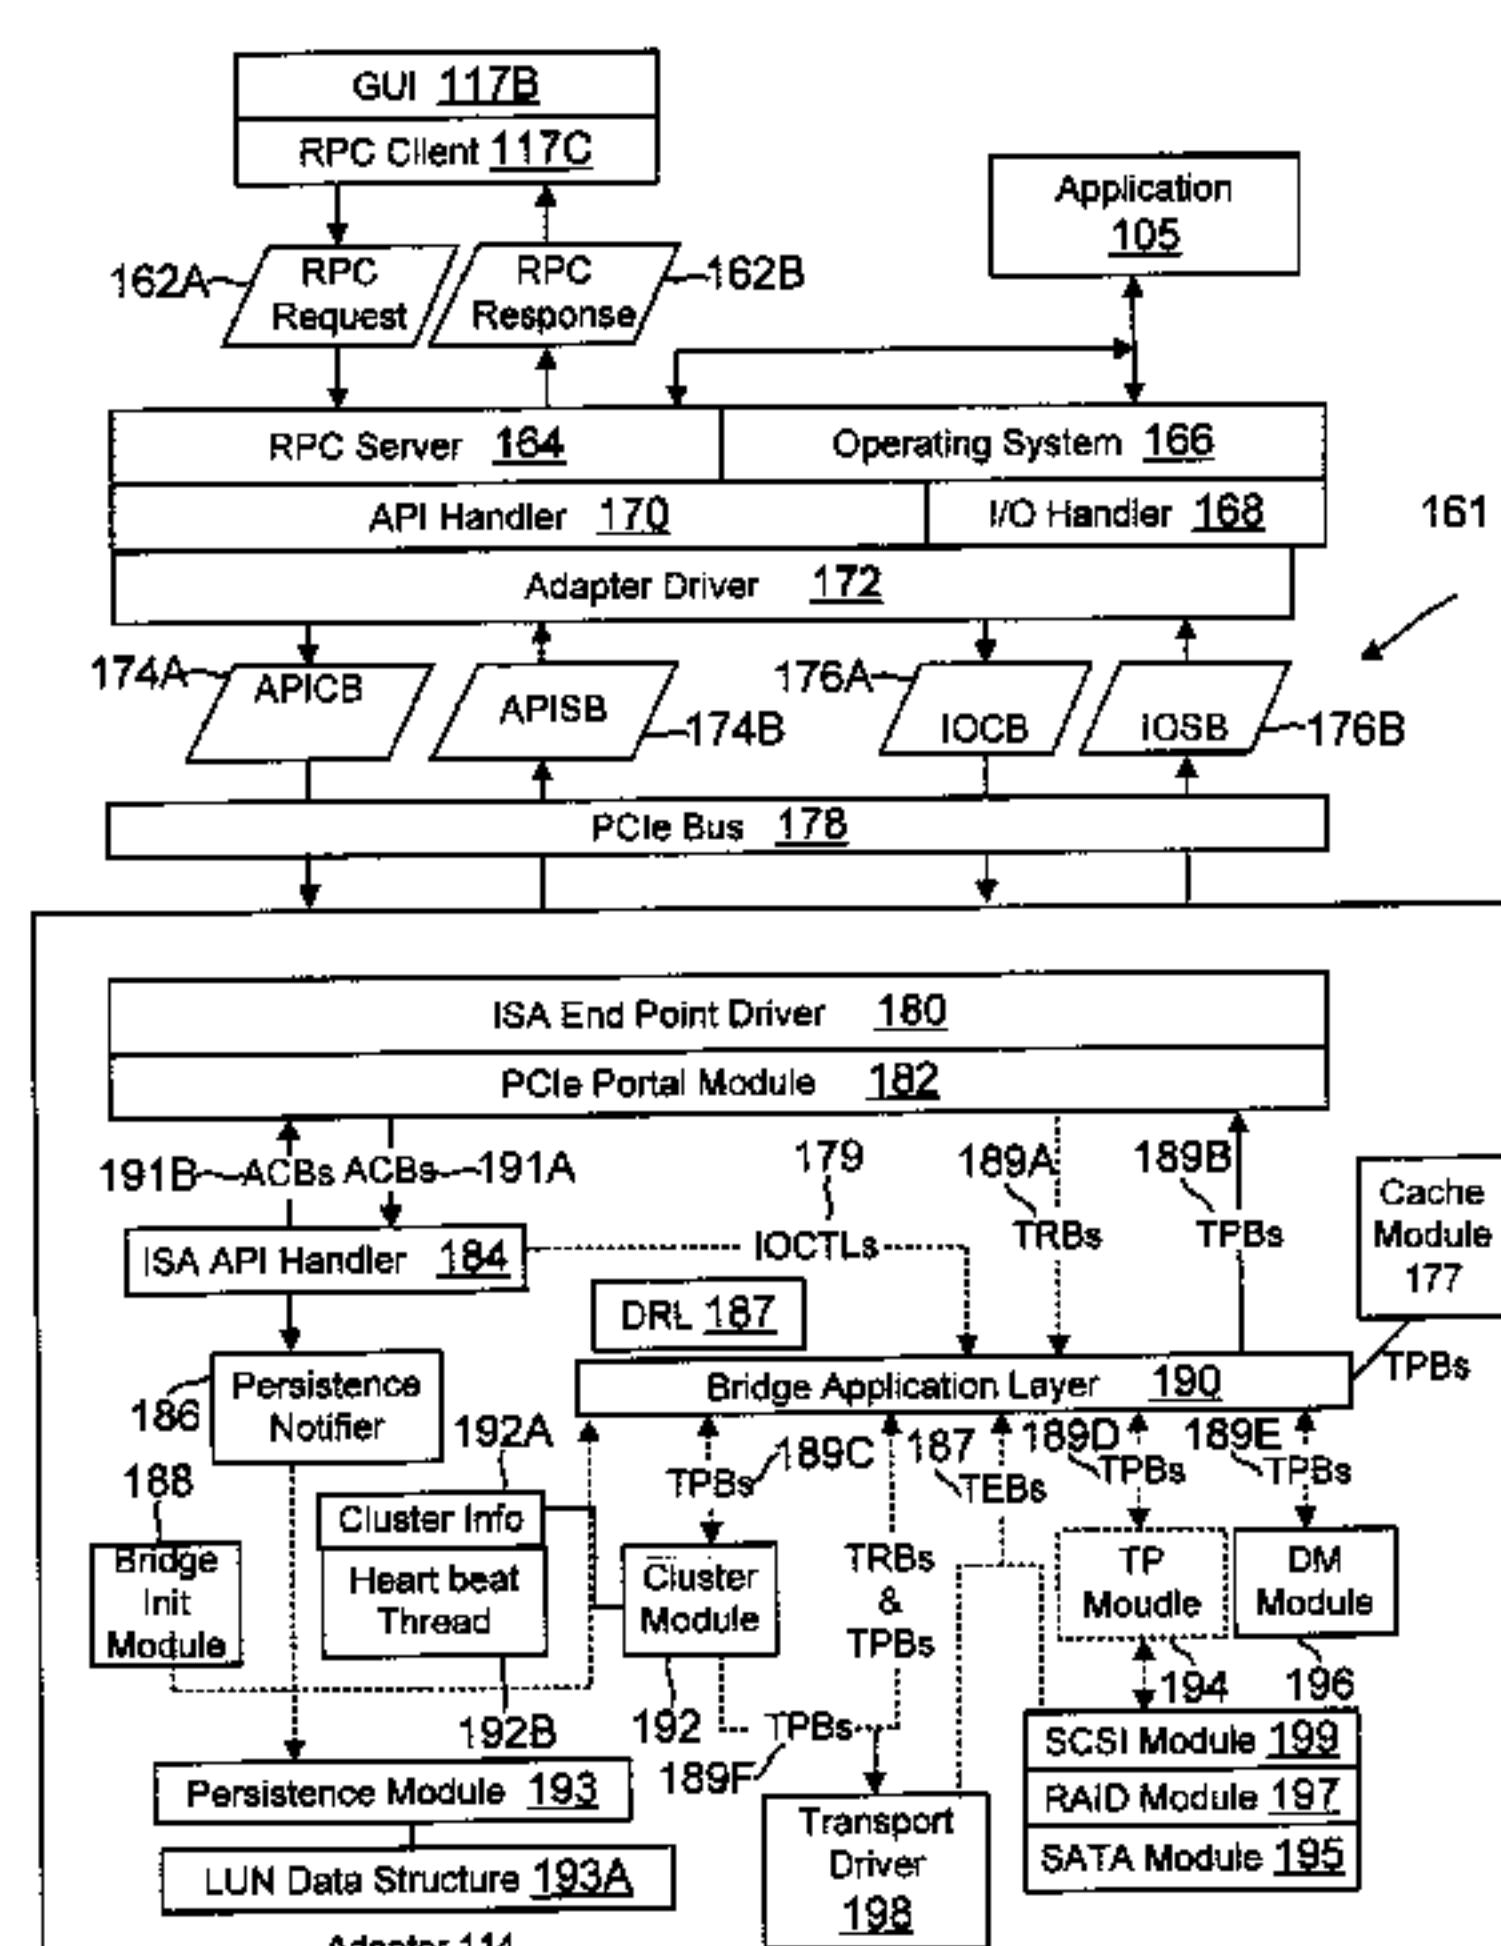 GUI 117B
RPC Client 117C
Application
105
162A
RPC
Request
RPC
Response
162B
RPC Server 164
Operating System 166
API Handler 170
I/O Handler 168
161
Adapter Driver 172
174A
APICB
APISB
174B
176A
IOCB
IOSB
176B
PCIe Bus 178
ISA End Point Driver 180
PCIe Portal Module 182
191B
ACBs
ACBs
191A
179
IOCTLs
189A
TRBs
189B
TPBs
Cache
Module
177
TPBs
ISA API Handler 184
DRL 187
Bridge Application Layer 190
186
Persistence
Notifier
188
Bridge
Init
Module
192A
Cluster Info
Heart beat
Thread
192B
TPBs
189C
Cluster
Module
192
187
TEBs
189D
TPBs
189E
TPBs
TRBs
&
TPBs
TP
Moudle
194
DM
Module
196
TPBs
189F
Persistence Module 193
LUN Data Structure 193A
Transport
Driver
198
SCSI Module 199
RAID Module 197
SATA Module 195
Adapter 114